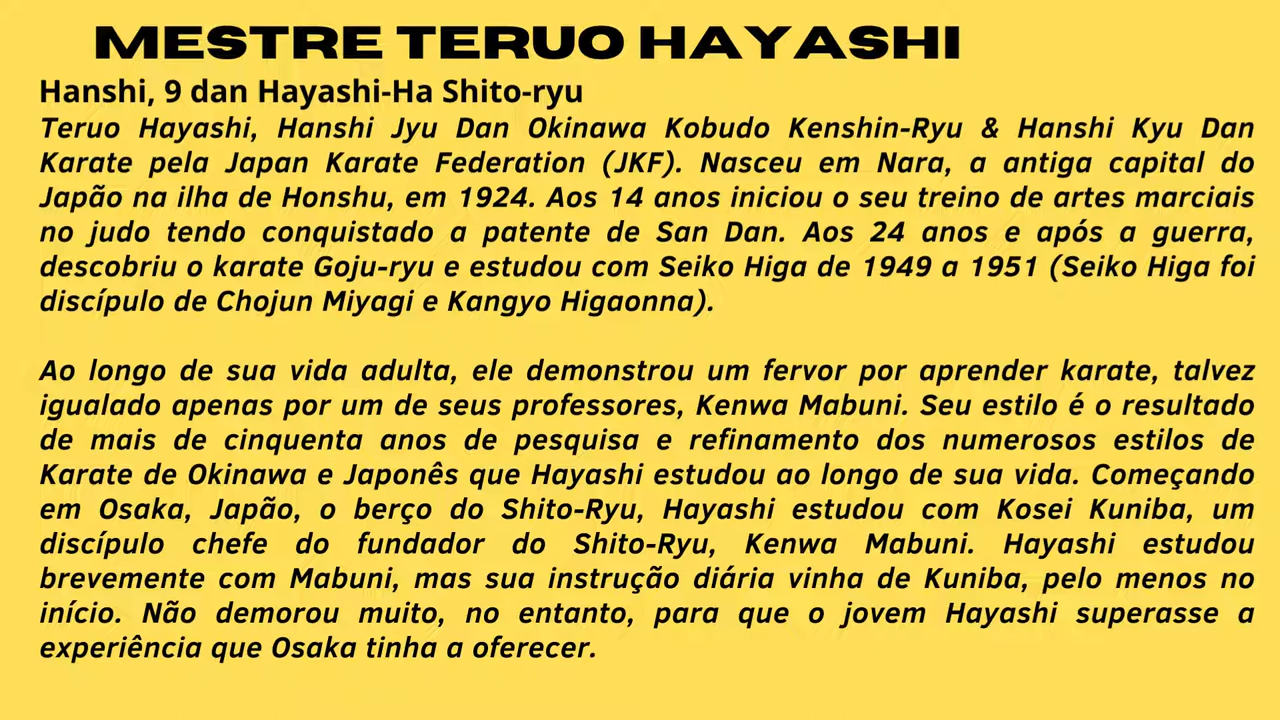 MESTRE TERUO HAYASHI
Hanshi, 9 dan Hayashi-Ha Shito-ryu
Teruo Hayashi, Hanshi Jyu Dan Okinawa Kobudo Kenshin-Ryu & Hanshi Kyu Dan
Karate pela Japan Karate Federation (JKF). Nasceu em Nara, a antiga capital do
Japão na ilha de Honshu, em 1924. Aos 14 anos iniciou o seu treino de artes marciais
no judo tendo conquistado a patente de San Dan. Aos 24 anos e após a guerra,
descobriu o karate Goju-ryu e estudou com Seiko Higa de 1949 a 1951 (Seiko Higa foi
discípulo de Chojun Miyagi e Kangyo Higaonna).
Ao longo de sua vida adulta, ele demonstrou um fervor por aprender karate, talvez
igualado apenas por um de seus professores, Kenwa Mabuni. Seu estilo é o resultado
de mais de cinquenta anos de pesquisa e refinamento dos numerosos estilos de
Karate de Okinawa e Japonês que Hayashi estudou ao longo de sua vida. Começando
em Osaka, Japão, o berço do Shito-Ryu, Hayashi estudou com Kosei Kuniba, um
discípulo chefe do fundador do Shito-Ryu, Kenwa Mabuni. Hayashi estudou
brevemente com Mabuni, mas sua instrução diária vinha de Kuniba, pelo menos no
início. Não demorou muito, no entanto, para que o jovem Hayashi superasse a
experiência que Osaka tinha a oferecer.